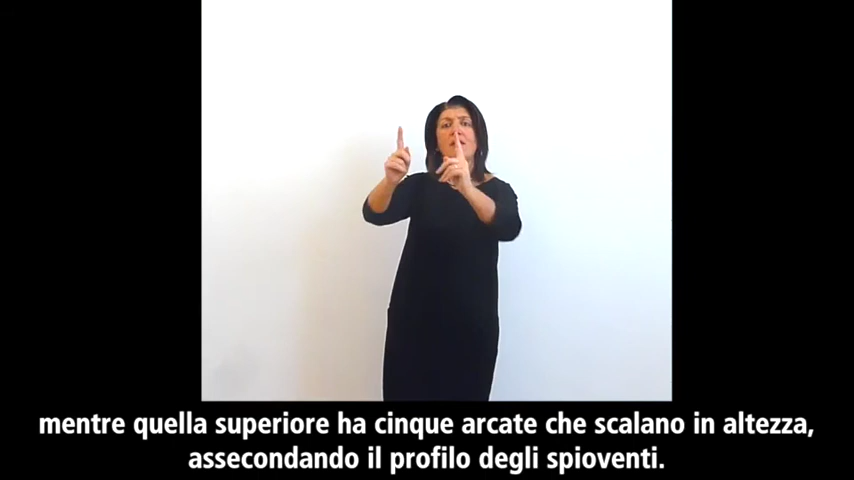 mentre quella superiore ha cinque arcate che scalano in altezza,
assecondando il profilo degli spioventi.